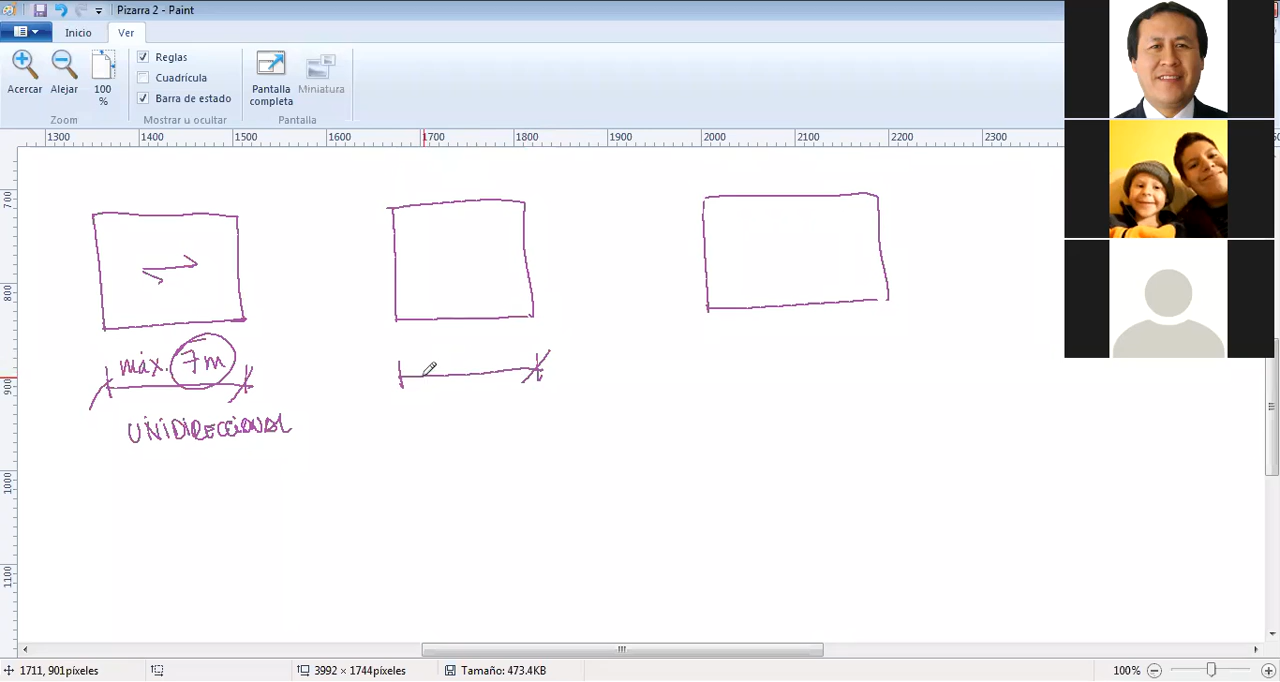 Pizarra 2 - Paint
Inicio Ver
Acercar Alejar 100 %
Reglas
Cuadrícula
Barra de estado
Pantalla completa
Miniatura
Zoom Mostrar u ocultar Pantalla
1300 1400 1500 1600 1700 1800 1900 2000 2100 2200 2300
700
800
900
1000
1100
máx. 7m
UNIDIRECCIONAL
1711, 901píxeles 3992 × 1744píxeles Tamaño: 473.4KB 100%